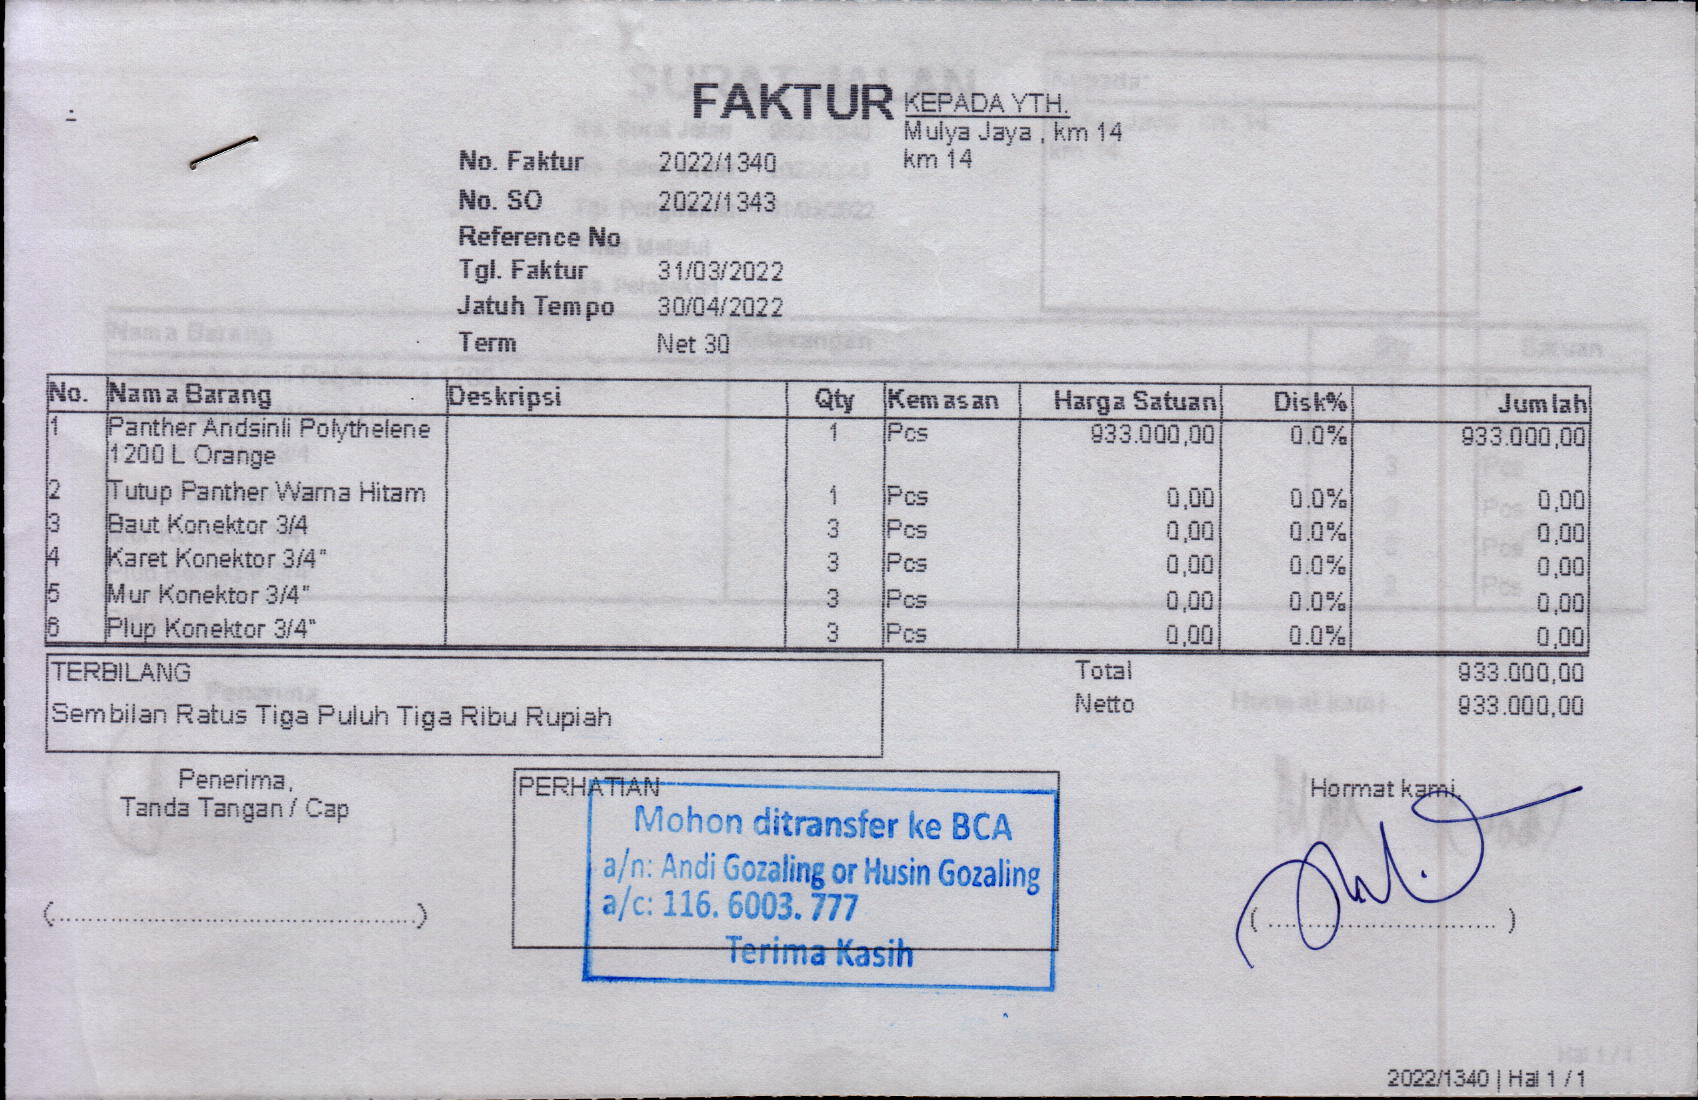 FAKTUR
KEPADA YTH.
Mulya Jaya , km 14
km 14
No. Faktur 2022/1340
No. SO 2022/1343
Reference No
Tgl. Faktur 31/03/2022
Jatuh Tempo 30/04/2022
Term Net 30
No. Nama Barang Deskripsi Qty Kemasan Harga Satuan Disk% Jumlah
1 Panther Andsinli Polythelene 1 Pcs 933.000,00 0.0% 933.000,00
1200 L Orange
2 Tutup Panther Warna Hitam 1 Pcs 0,00 0.0% 0,00
3 Baut Konektor 3/4 3 Pcs 0,00 0.0% 0,00
4 Karet Konektor 3/4" 3 Pcs 0,00 0.0% 0,00
5 Mur Konektor 3/4" 3 Pcs 0,00 0.0% 0,00
6 Plup Konektor 3/4" 3 Pcs 0,00 0.0% 0,00
TERBILANG
Sembilan Ratus Tiga Puluh Tiga Ribu Rupiah
Total 933.000,00
Netto 933.000,00
Penerima,
Tanda Tangan / Cap
(........................................)
PERHATIAN
Mohon ditransfer ke BCA
a/n: Andi Gozaling or Husin Gozaling
a/c: 116. 6003. 777
Terima Kasih
Hormat kami,
(..............................)
2022/1340 | Hal 1 / 1